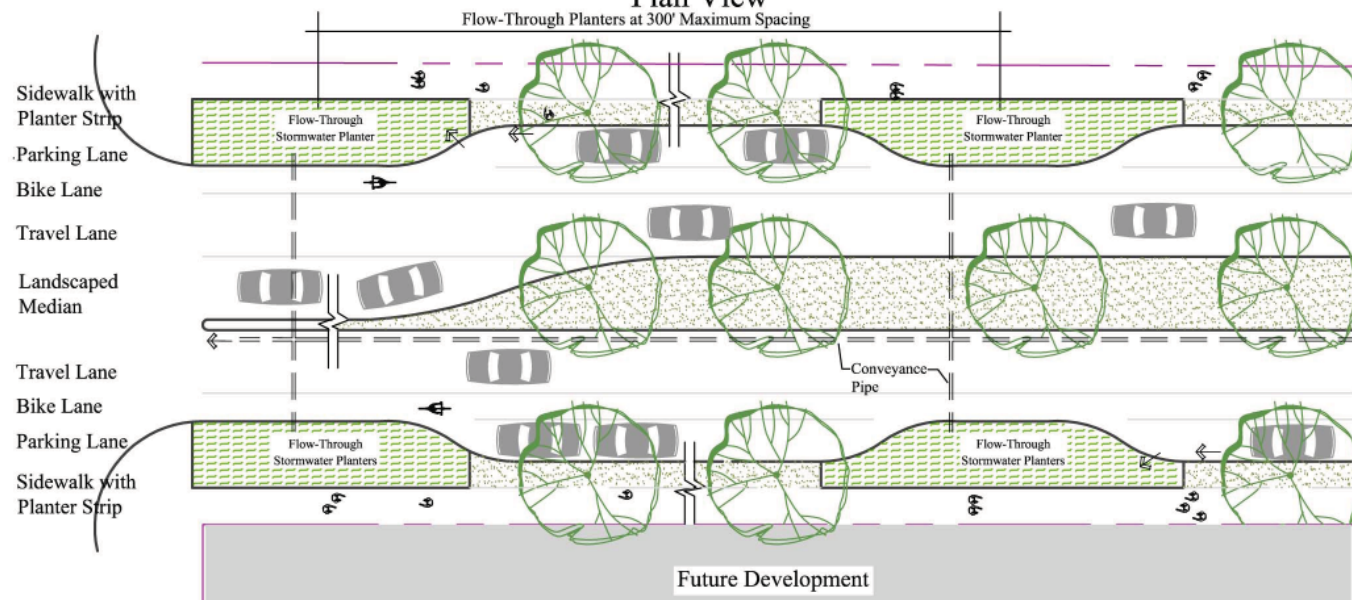 Plan View
Flow-Through Planters at 300' Maximum Spacing
Sidewalk with
Planter Strip
Flow-Through
Stormwater Planter
Flow-Through
Stormwater Planter
Parking Lane
Bike Lane
Travel Lane
Landscaped
Median
Travel Lane
Conveyance
Pipe
Bike Lane
Parking Lane
Flow-Through
Stormwater Planters
Flow-Through
Stormwater Planters
Sidewalk with
Planter Strip
Future Development